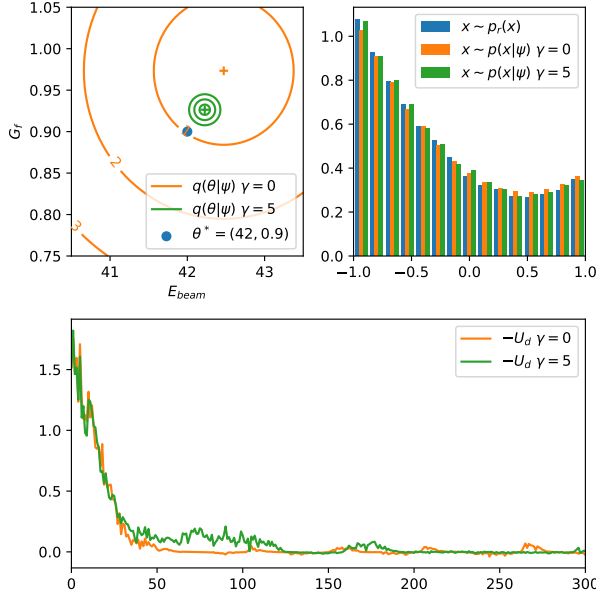 1.05
1.00
0.95
0.90
0.85
0.80
0.75
G_f
1
2
3
q(θ|ψ) γ = 0
q(θ|ψ) γ = 5
θ* = (42, 0.9)
41
42
43
E_beam
x ∼ p_r(x)
x ∼ p(x|ψ) γ = 0
x ∼ p(x|ψ) γ = 5
1.0
0.8
0.6
0.4
0.2
0.0
−1.0 −0.5 0.0 0.5 1.0
−U_d γ = 0
−U_d γ = 5
1.5
1.0
0.5
0.0
0 50 100 150 200 250 300